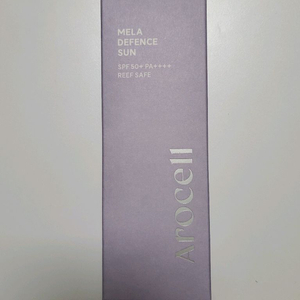 MELA
DEFENCE
SUN
SPF 50+ PA++++
REEF SAFE
Arocell